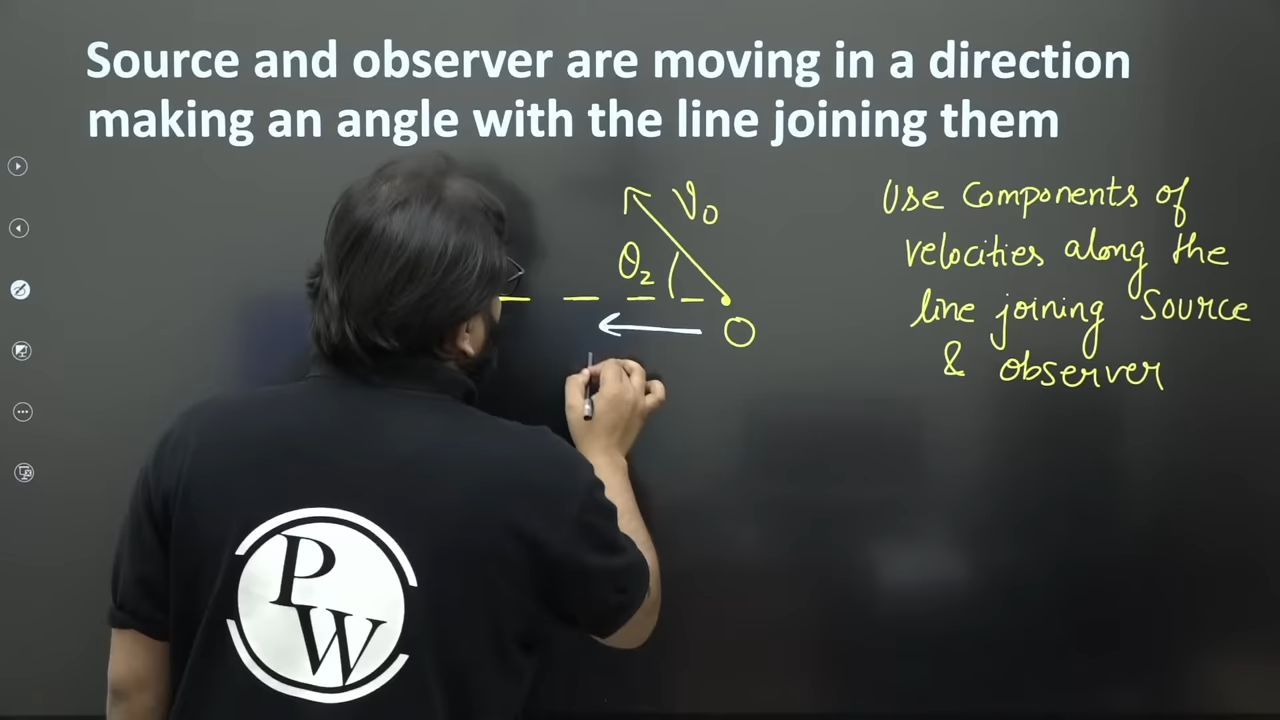 Source and observer are moving in a direction
making an angle with the line joining them
V₀
θ₂
O
Use Components of
velocities along the
line joining Source
& observer
PW